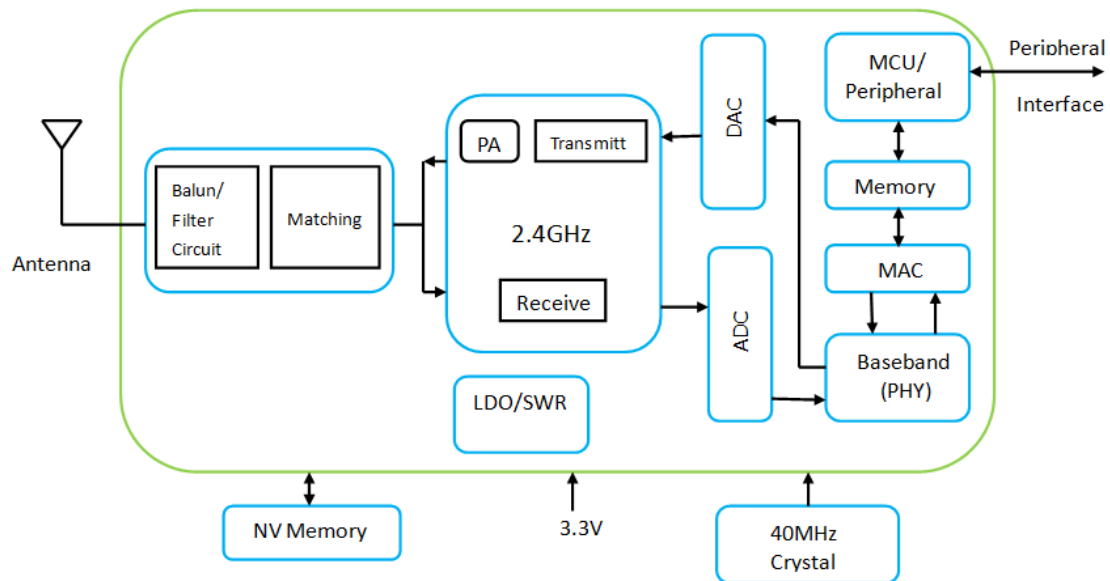 Antenna
Balun/
Filter
Circuit
Matching
PA
Transmitt
2.4GHz
Receive
LDO/SWR
DAC
ADC
MCU/
Peripheral
Memory
MAC
Baseband
(PHY)
Peripheral
Interface
NV Memory
3.3V
40MHz
Crystal